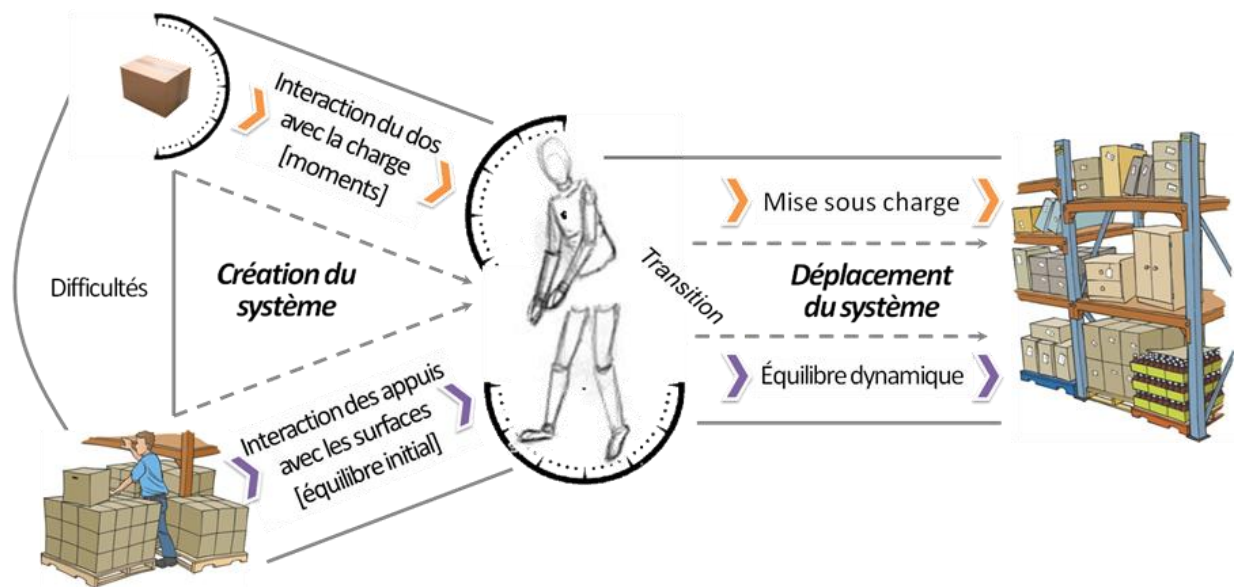 Interaction du dos
avec la charge
[moments]
Difficultés
Création du
système
Interaction des appuis
avec les surfaces
[équilibre initial]
Transition
Mise sous charge
Déplacement
du système
Équilibre dynamique